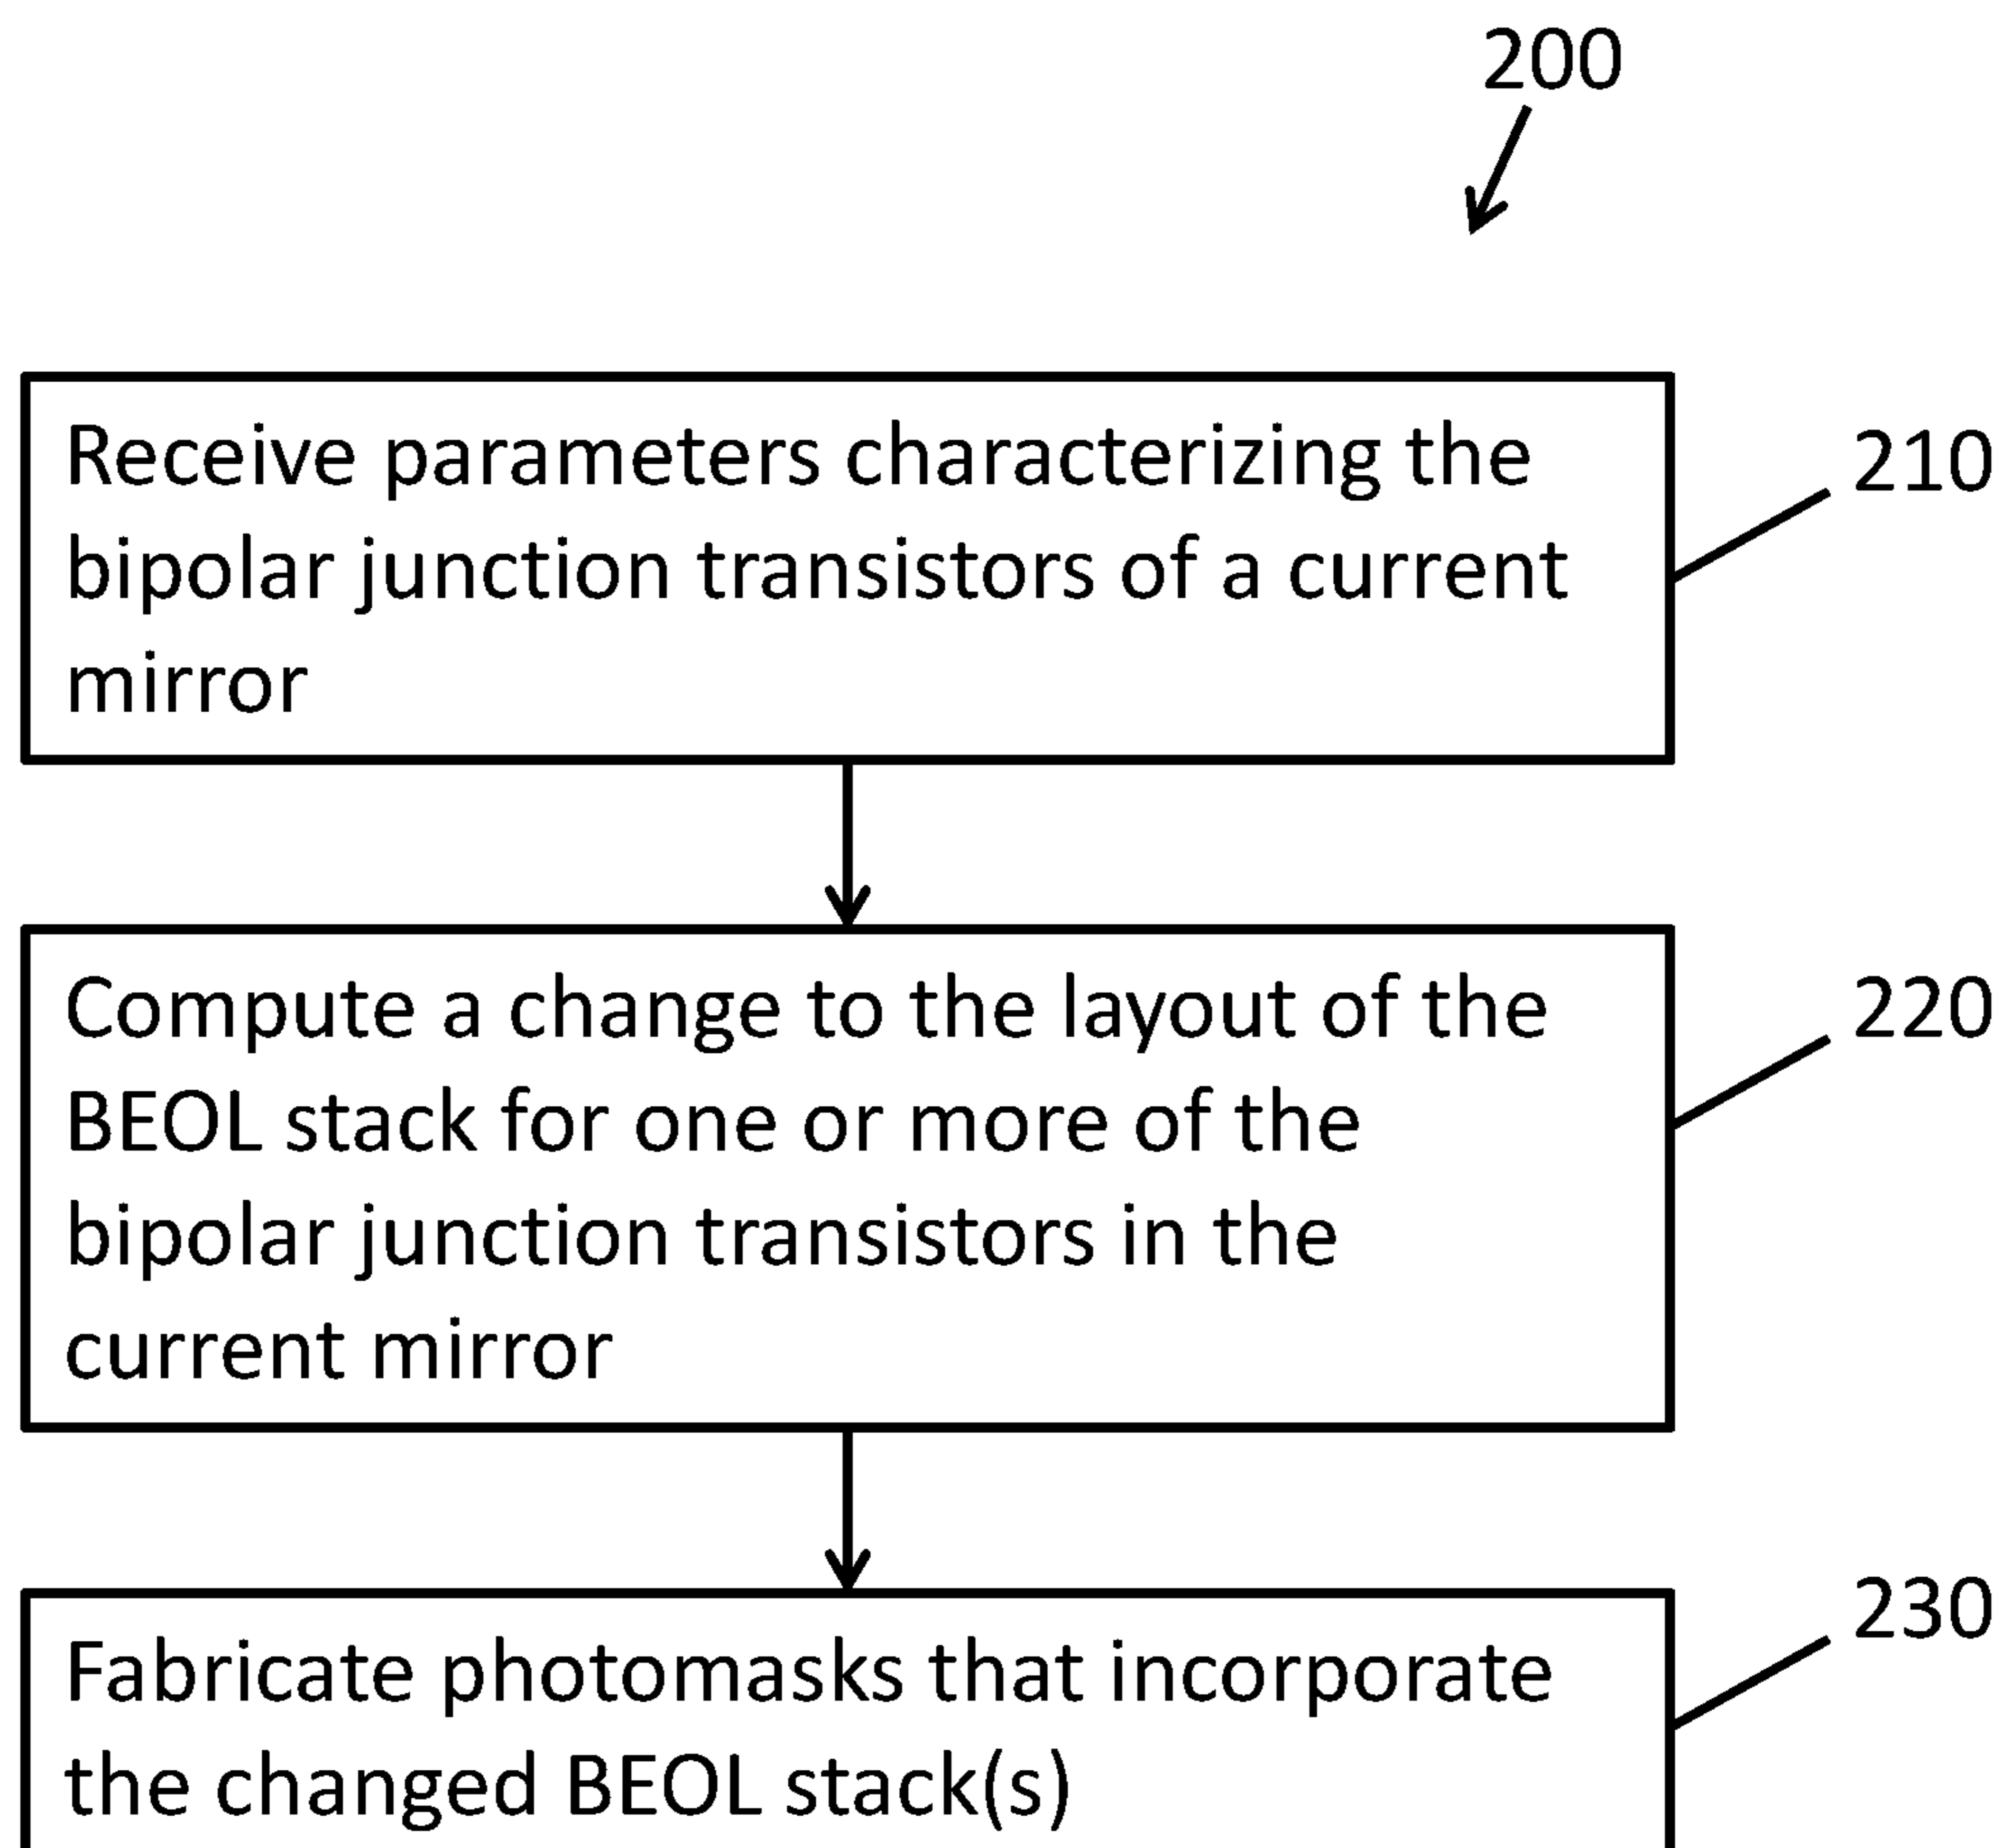 200
Receive parameters characterizing the
bipolar junction transistors of a current
mirror
210
Compute a change to the layout of the
BEOL stack for one or more of the
bipolar junction transistors in the
current mirror
220
Fabricate photomasks that incorporate
the changed BEOL stack(s)
230